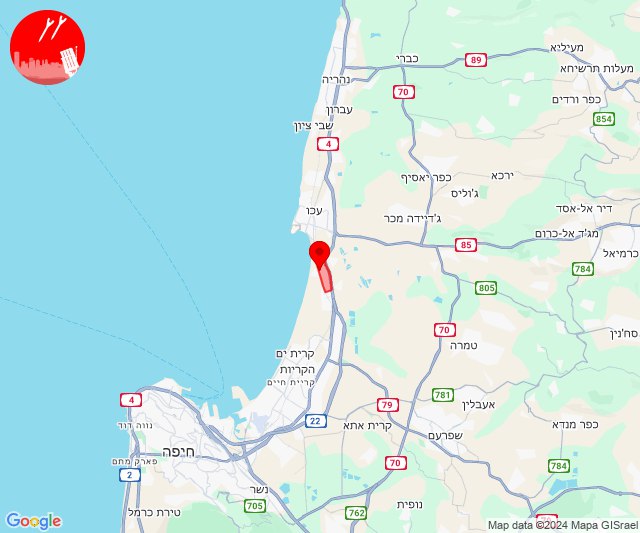 מעיליא
כברי
89
מעלות תרשיחא
נהריה
70
כפר ורדים
עברון
854
שבי ציון
4
כפר יאסיף
ירכא
ג'וליס
עכו
ג'דיידה מכר
דיר אל-אסד
מג'ד אל-כרום
85
כרמיאל
784
805
70
סח'נין
טמרה
קרית ים
הקריות
קרית חיים
4
781
79
אעבלין
22
נווה דוד
קרית אתא
שפרעם
כפר מנדא
חיפה
פארק מתם
70
784
2
נשר
705
נופית
762
טירת כרמל
Google
Map data ©2024 Mapa GISrael